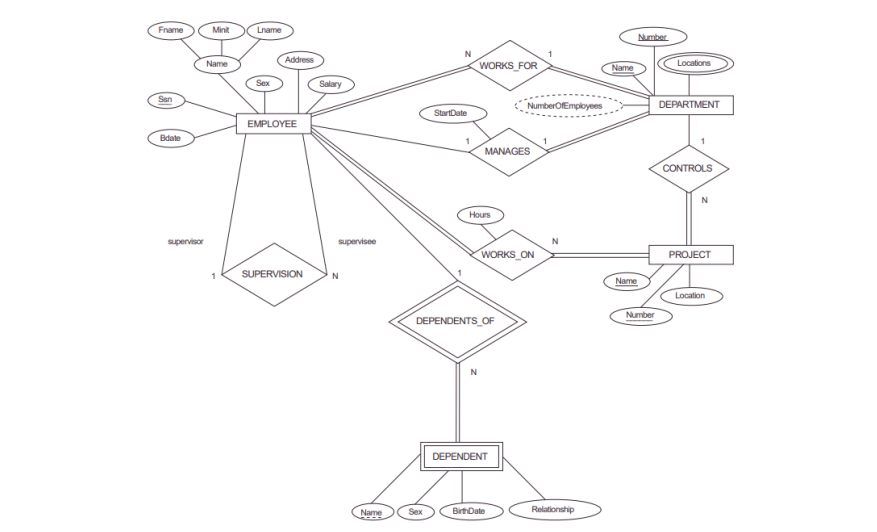 Fname
Minit
Lname
Number
Name
Address
N
WORKS_FOR
1
Name
Locations
Sex
Salary
Ssn
StartDate
NumberOfEmployees
DEPARTMENT
EMPLOYEE
Bdate
1
MANAGES
1
1
CONTROLS
N
Hours
supervisor
supervisee
N
WORKS_ON
PROJECT
1
SUPERVISION
N
1
Name
Location
Number
DEPENDENTS_OF
N
DEPENDENT
Name
Sex
BirthDate
Relationship